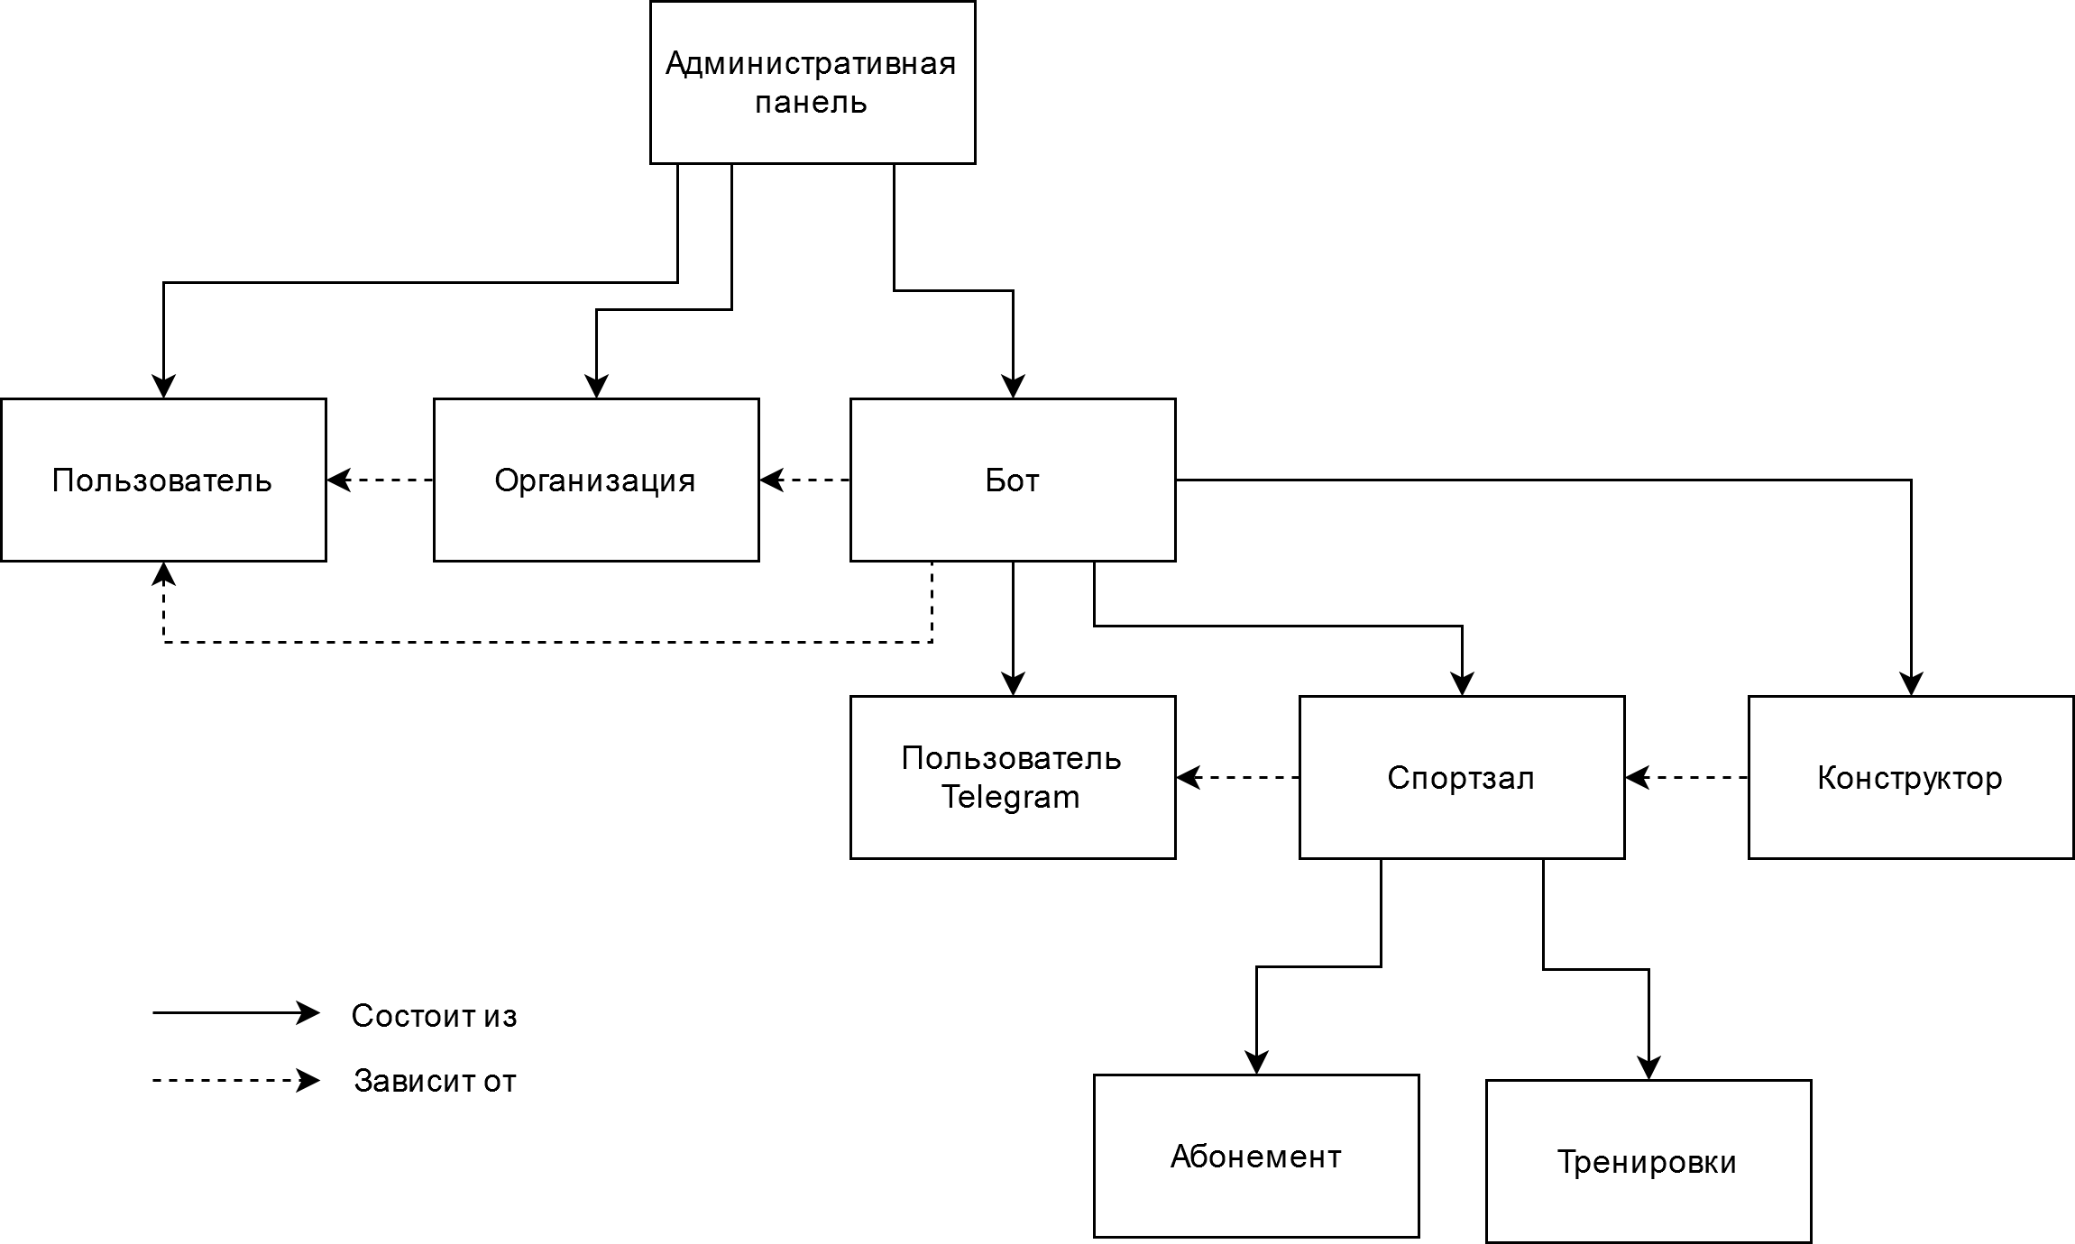 Административная
панель
Пользователь
Организация
Бот
Пользователь
Telegram
Спортзал
Конструктор
Состоит из
Зависит от
Абонемент
Тренировки